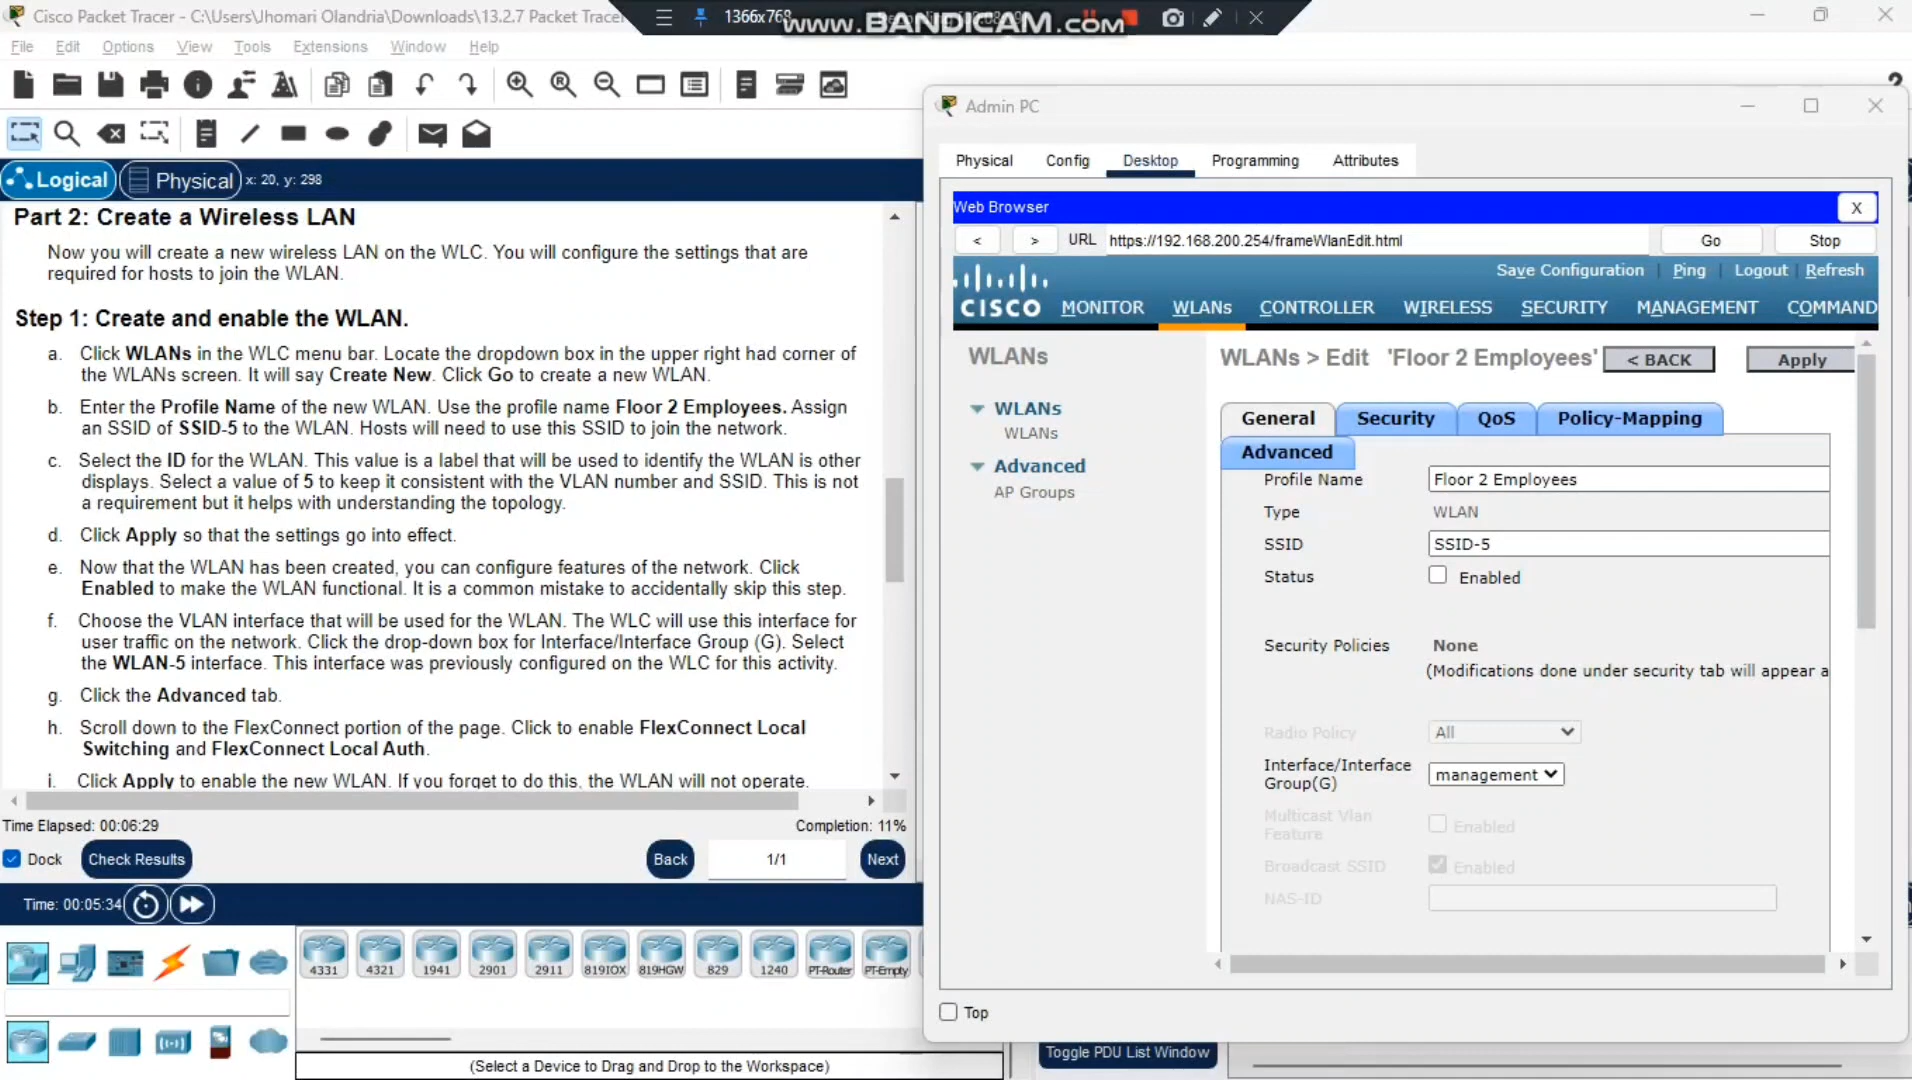 Cisco Packet Tracer - C:\Users\Jhomari Olandria\Downloads\13.2.7 Packet Tracer
1366x768
www.BANDICAM.com
File Edit Options View Tools Extensions Window Help
?
Logical
Physical
x: 20, y: 298
Part 2: Create a Wireless LAN
Now you will create a new wireless LAN on the WLC. You will configure the settings that are
required for hosts to join the WLAN.
Step 1: Create and enable the WLAN.
a. Click WLANs in the WLC menu bar. Locate the dropdown box in the upper right had corner of
the WLANs screen. It will say Create New. Click Go to create a new WLAN.
b. Enter the Profile Name of the new WLAN. Use the profile name Floor 2 Employees. Assign
an SSID of SSID-5 to the WLAN. Hosts will need to use this SSID to join the network.
c. Select the ID for the WLAN. This value is a label that will be used to identify the WLAN is other
displays. Select a value of 5 to keep it consistent with the VLAN number and SSID. This is not
a requirement but it helps with understanding the topology.
d. Click Apply so that the settings go into effect.
e. Now that the WLAN has been created, you can configure features of the network. Click
Enabled to make the WLAN functional. It is a common mistake to accidentally skip this step.
f. Choose the VLAN interface that will be used for the WLAN. The WLC will use this interface for
user traffic on the network. Click the drop-down box for Interface/Interface Group (G). Select
the WLAN-5 interface. This interface was previously configured on the WLC for this activity.
g. Click the Advanced tab.
h. Scroll down to the FlexConnect portion of the page. Click to enable FlexConnect Local
Switching and FlexConnect Local Auth.
i. Click Apply to enable the new WLAN. If you forget to do this, the WLAN will not operate.
Time Elapsed: 00:06:29
Completion: 11%
Dock
Check Results
Back
1/1
Next
Time: 00:05:34
4331 4321 1941 2901 2911 819IOX 819HGW 829 1240 PT-Router PT-Empty
(Select a Device to Drag and Drop to the Workspace)
Toggle PDU List Window
Admin PC
Physical Config Desktop Programming Attributes
Web Browser
X
< > URL https://192.168.200.254/frameWlanEdit.html Go Stop
Save Configuration Ping Logout Refresh
CISCO MONITOR WLANs CONTROLLER WIRELESS SECURITY MANAGEMENT COMMAND
WLANs
WLANs
WLANs
Advanced
AP Groups
WLANs > Edit 'Floor 2 Employees' < BACK Apply
General Security QoS Policy-Mapping
Advanced
Profile Name Floor 2 Employees
Type WLAN
SSID SSID-5
Status Enabled
Security Policies None
(Modifications done under security tab will appear a
Radio Policy All
Interface/Interface
Group(G) management
Multicast Vlan
Feature Enabled
Broadcast SSID Enabled
NAS-ID
Top